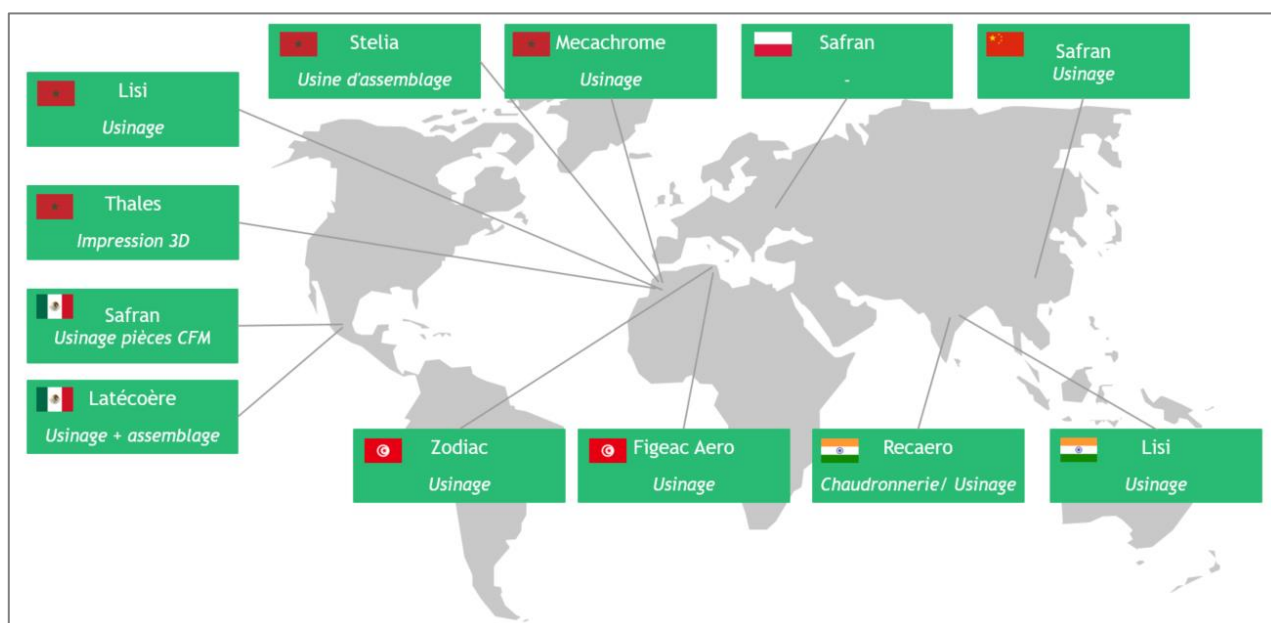 Stelia
Usine d'assemblage
Mecachrome
Usinage
Safran
-
Safran
Usinage
Lisi
Usinage
Thales
Impression 3D
Safran
Usinage pièces CFM
Latécoère
Usinage + assemblage
Zodiac
Usinage
Figeac Aero
Usinage
Recaero
Chaudronnerie/ Usinage
Lisi
Usinage